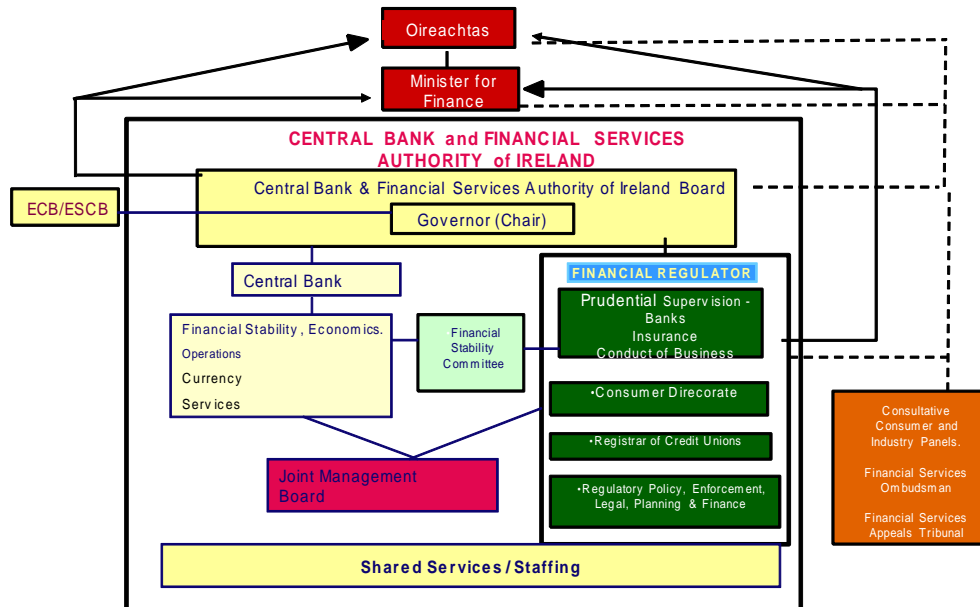 Oireachtas
Minister for
Finance
CENTRAL BANK and FINANCIAL SERVICES
AUTHORITY of IRELAND
Central Bank & Financial Services Authority of Ireland Board
Governor (Chair)
ECB/ESCB
Central Bank
FINANCIAL REGULATOR
Financial Stability , Economics.
Operations
Currency
Services
Financial
Stability
Committee
Prudential Supervision -
Banks
Insurance
Conduct of Business
•Consumer Direcorate
•Registrar of Credit Unions
•Regulatory Policy, Enforcement,
Legal, Planning & Finance
Joint Management
Board
Consultative
Consumer and
Industry Panels.
Financial Services
Ombudsman
Financial Services
Appeals Tribunal
Shared Services / Staffing